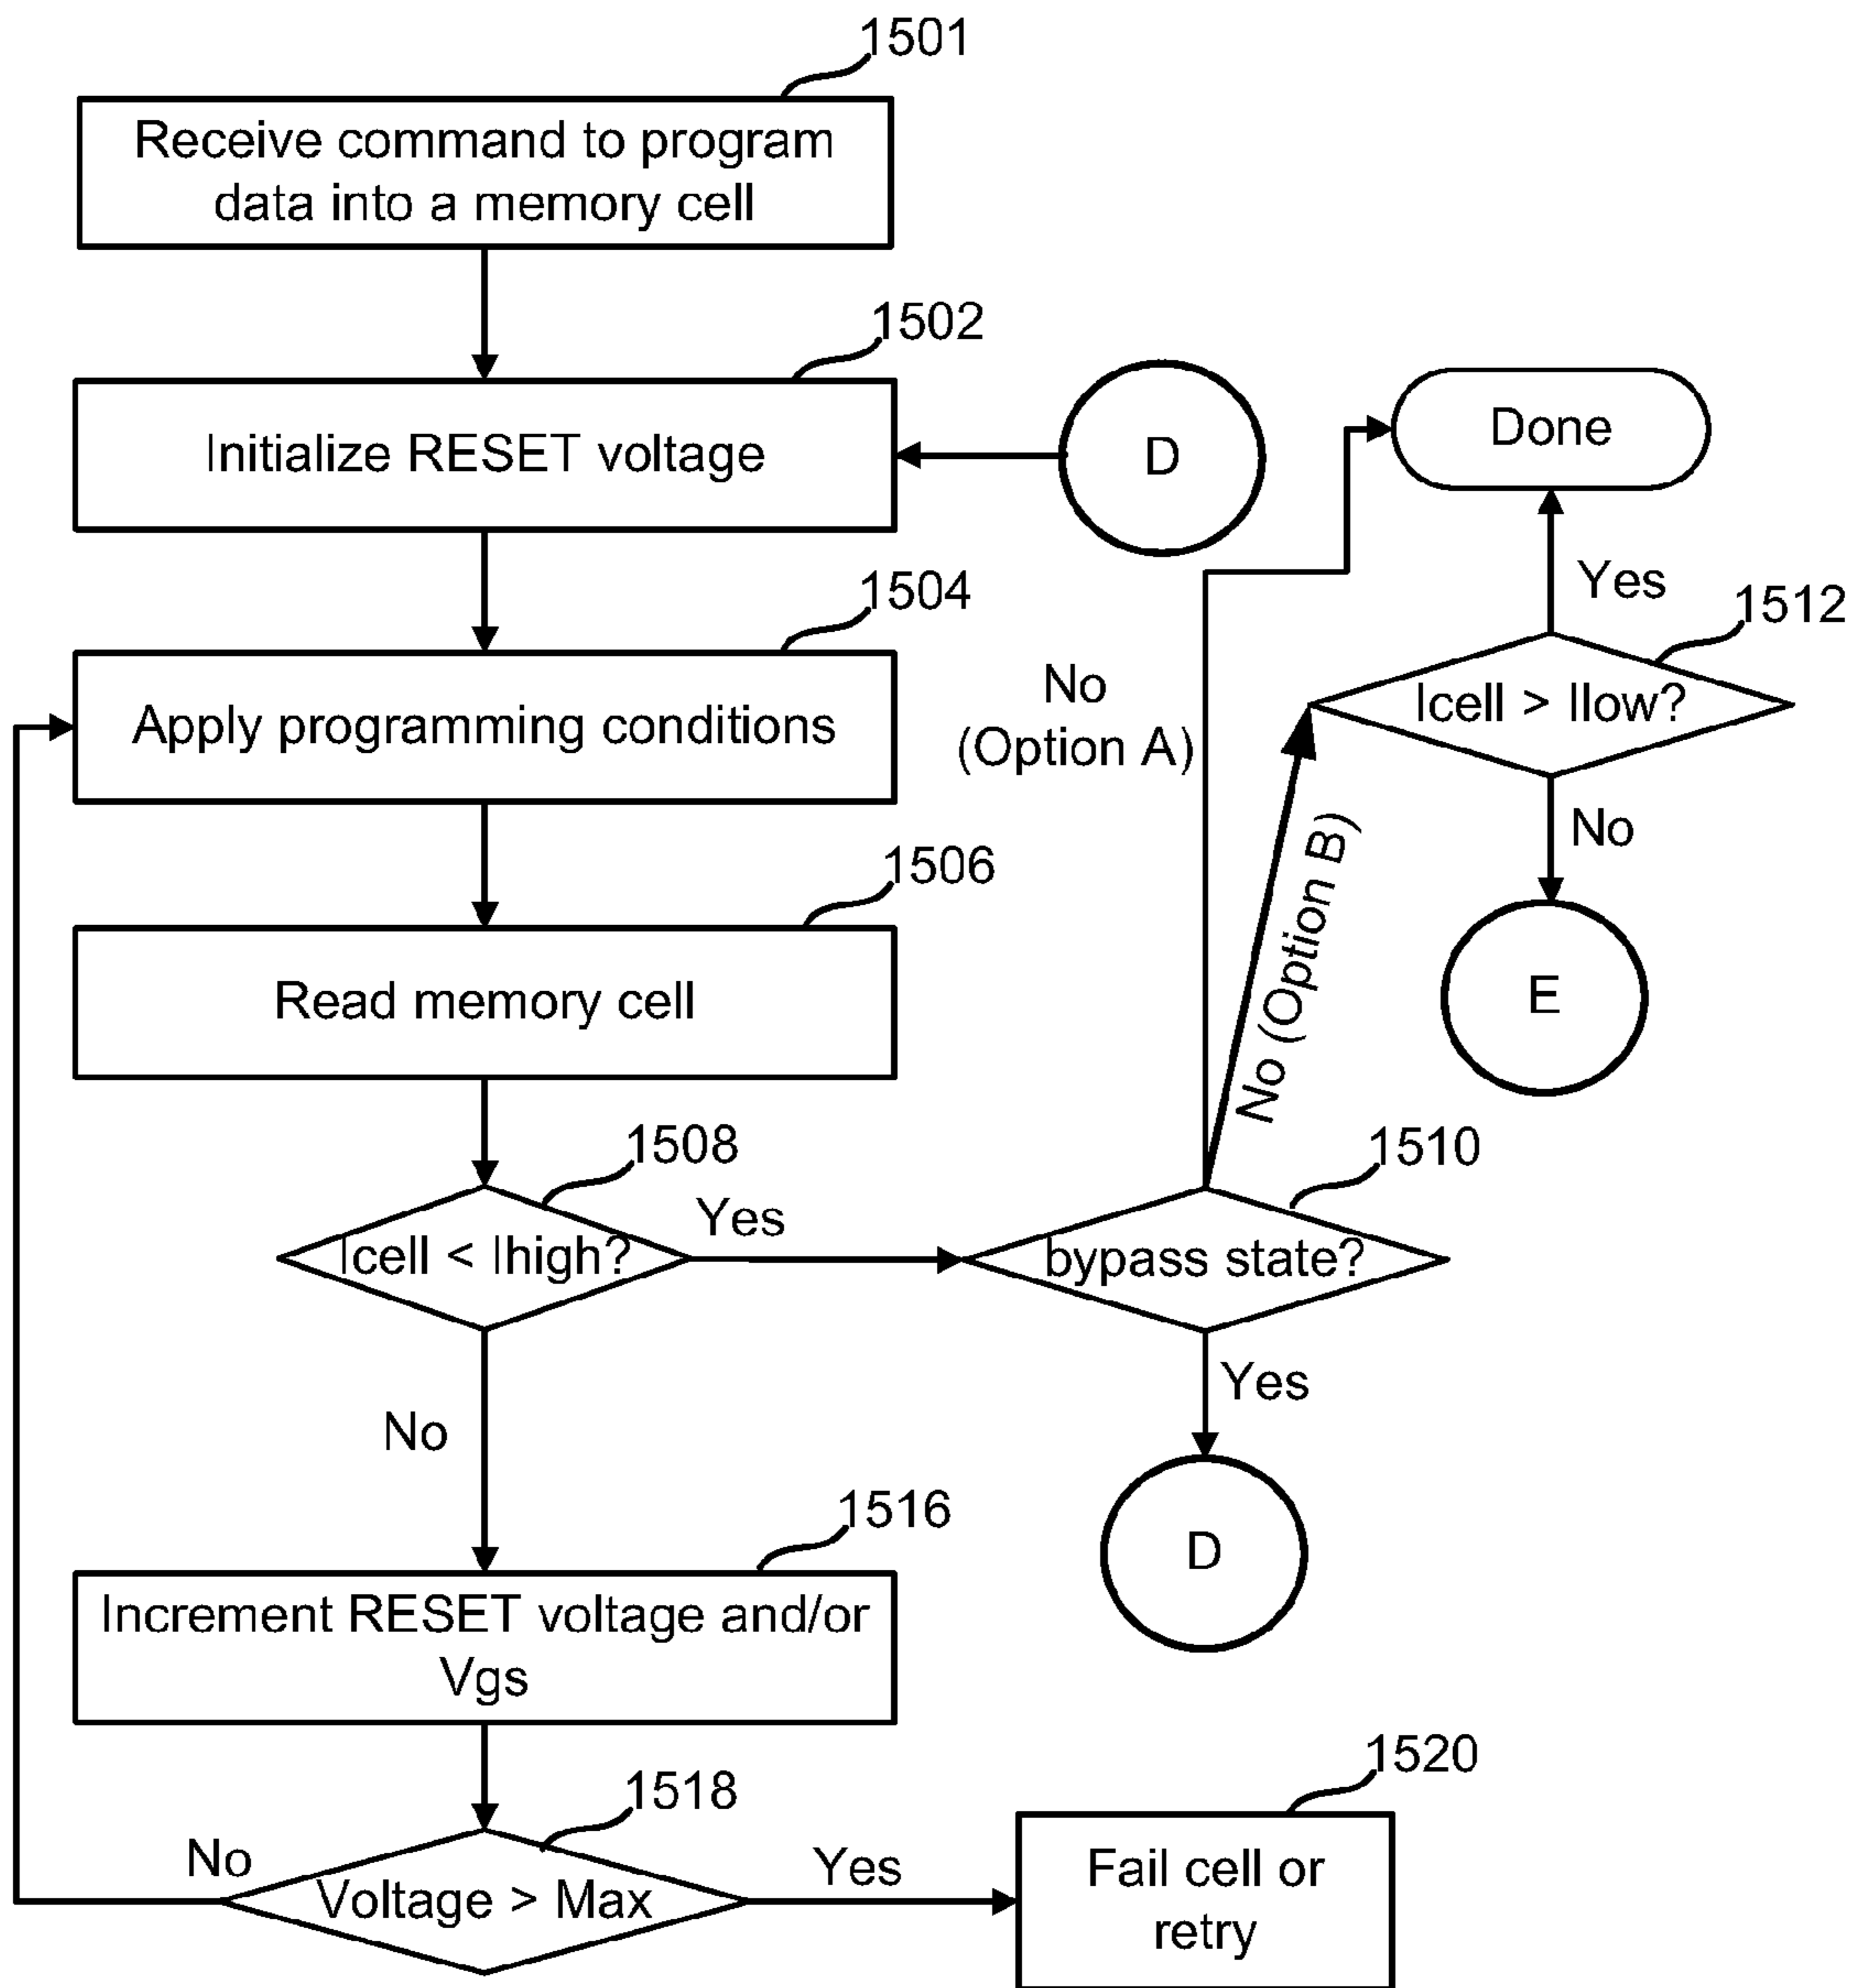 1501
Receive command to program
data into a memory cell
1502
Initialize RESET voltage
D
Done
1504
Yes
1512
Apply programming conditions
No
(Option A)
Icell > Ilow?
No
1506
No (Option B)
Read memory cell
E
1508
1510
Yes
Icell < Ihigh?
bypass state?
Yes
No
D
1516
Increment RESET voltage and/or
Vgs
1518
1520
No
Yes
Voltage > Max
Fail cell or
retry